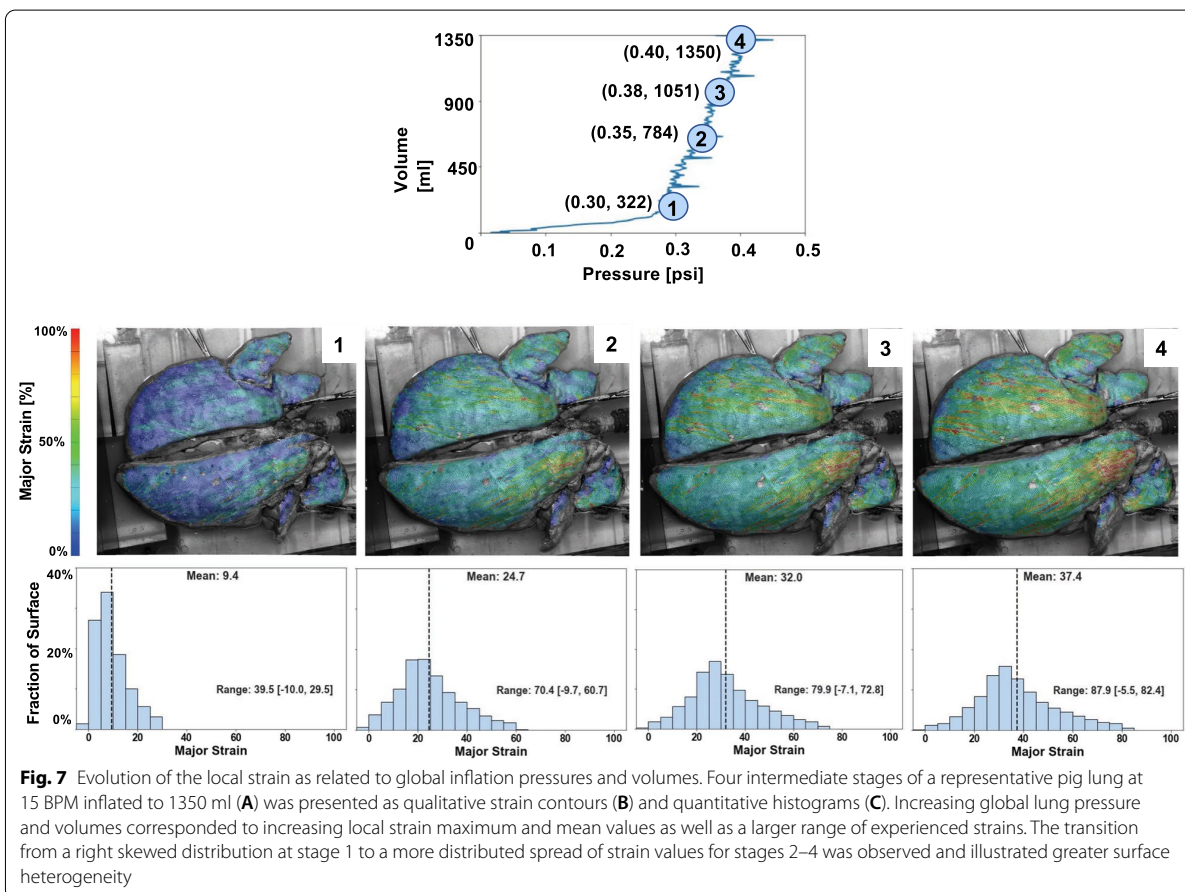 1350
900
450
0
Volume
[ml]
(0.40, 1350)
4
(0.38, 1051)
3
(0.35, 784)
2
(0.30, 322)
1
0.1 0.2 0.3 0.4 0.5
Pressure [psi]
100%
50%
0%
Major Strain [%]
1
2
3
4
40%
20%
0%
Fraction of Surface
Mean: 9.4
Range: 39.5 [-10.0, 29.5]
0 20 40 60 80 100
Major Strain
Mean: 24.7
Range: 70.4 [-9.7, 60.7]
0 20 40 60 80 100
Major Strain
Mean: 32.0
Range: 79.9 [-7.1, 72.8]
0 20 40 60 80 100
Major Strain
Mean: 37.4
Range: 87.9 [-5.5, 82.4]
0 20 40 60 80 100
Major Strain
Fig. 7 Evolution of the local strain as related to global inflation pressures and volumes. Four intermediate stages of a representative pig lung at
15 BPM inflated to 1350 ml (A) was presented as qualitative strain contours (B) and quantitative histograms (C). Increasing global lung pressure
and volumes corresponded to increasing local strain maximum and mean values as well as a larger range of experienced strains. The transition
from a right skewed distribution at stage 1 to a more distributed spread of strain values for stages 2–4 was observed and illustrated greater surface
heterogeneity